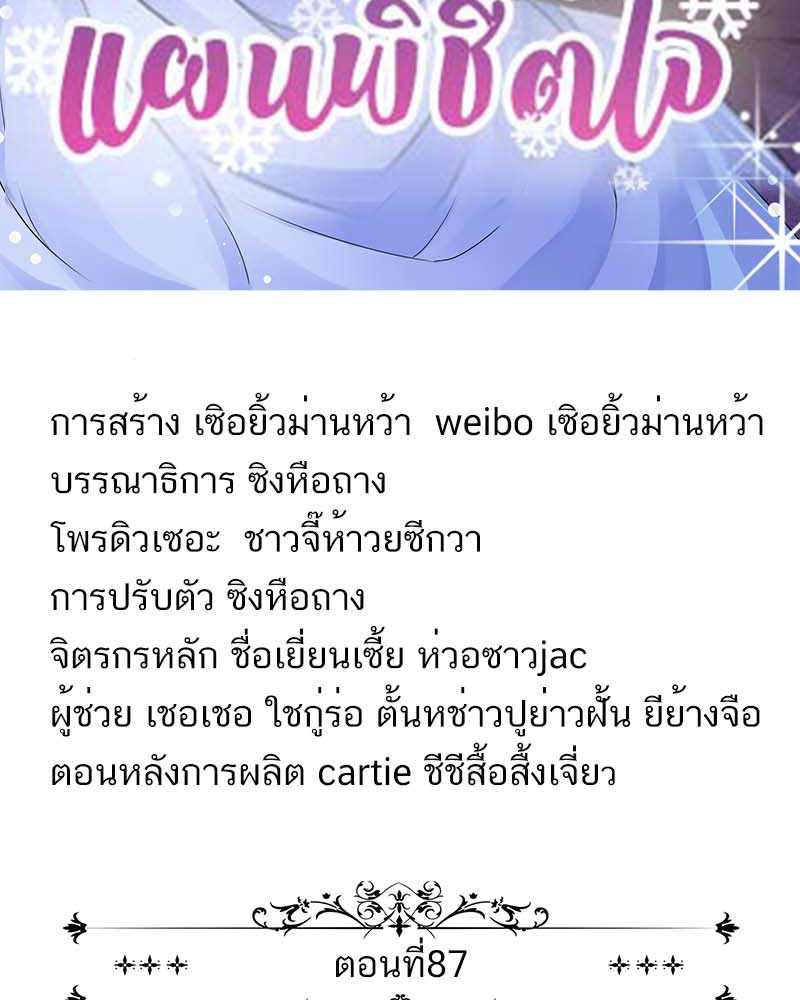 แผนพิชิตใจ
การสร้าง เซิอยิ้วม่านหว้า weibo เซิอยิ้วม่านหว้า
บรรณาธิการ ซิงหือถาง
โพรดิวเซอะ ชาวจี๊ห้าวยซีกวา
การปรับตัว ซิงหือถาง
จิตรกรหลัก ชื่อเยี่ยนเซี้ย ห่วอซาวjac
ผู้ช่วย เชอเชอ ใชกู่ร่อ ตั้นหช่าวปูย่าวฝั้น ยีย้างจือ
ตอนหลังการผลิต cartie ชีชีสื้อสิ้งเจี่ยว
ตอนที่87